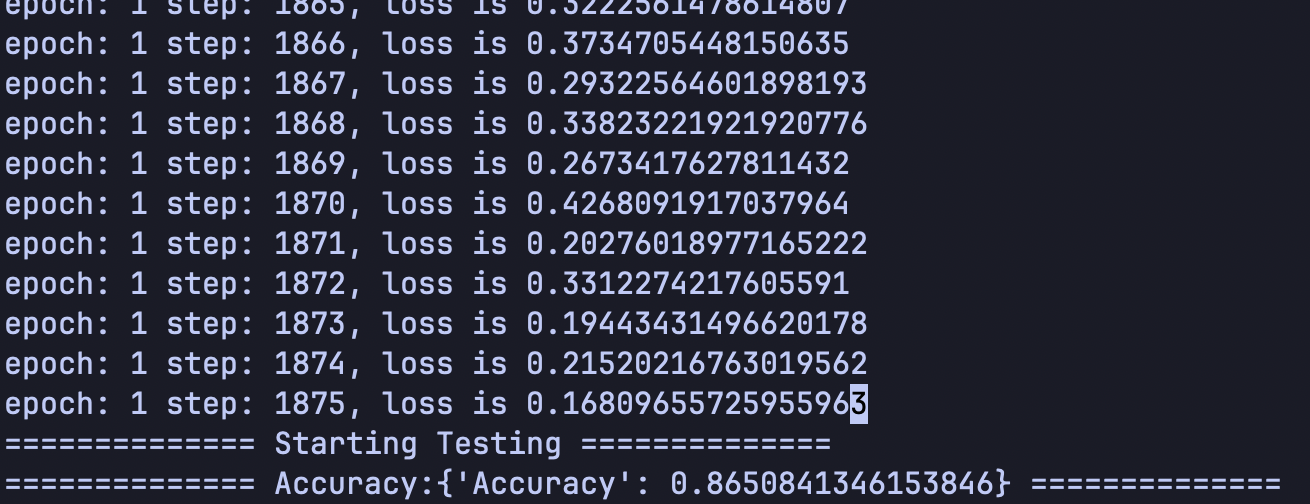 epoch: 1 step: 1865, loss is 0.3222561478614807
epoch: 1 step: 1866, loss is 0.3734705448150635
epoch: 1 step: 1867, loss is 0.29322564601898193
epoch: 1 step: 1868, loss is 0.33823221921920776
epoch: 1 step: 1869, loss is 0.2673417627811432
epoch: 1 step: 1870, loss is 0.4268091917037964
epoch: 1 step: 1871, loss is 0.20276018977165222
epoch: 1 step: 1872, loss is 0.3312274217605591
epoch: 1 step: 1873, loss is 0.19443431496620178
epoch: 1 step: 1874, loss is 0.21520216763019562
epoch: 1 step: 1875, loss is 0.16809655725955963
============== Starting Testing ==============
============== Accuracy:{'Accuracy': 0.8650841346153846} ==============